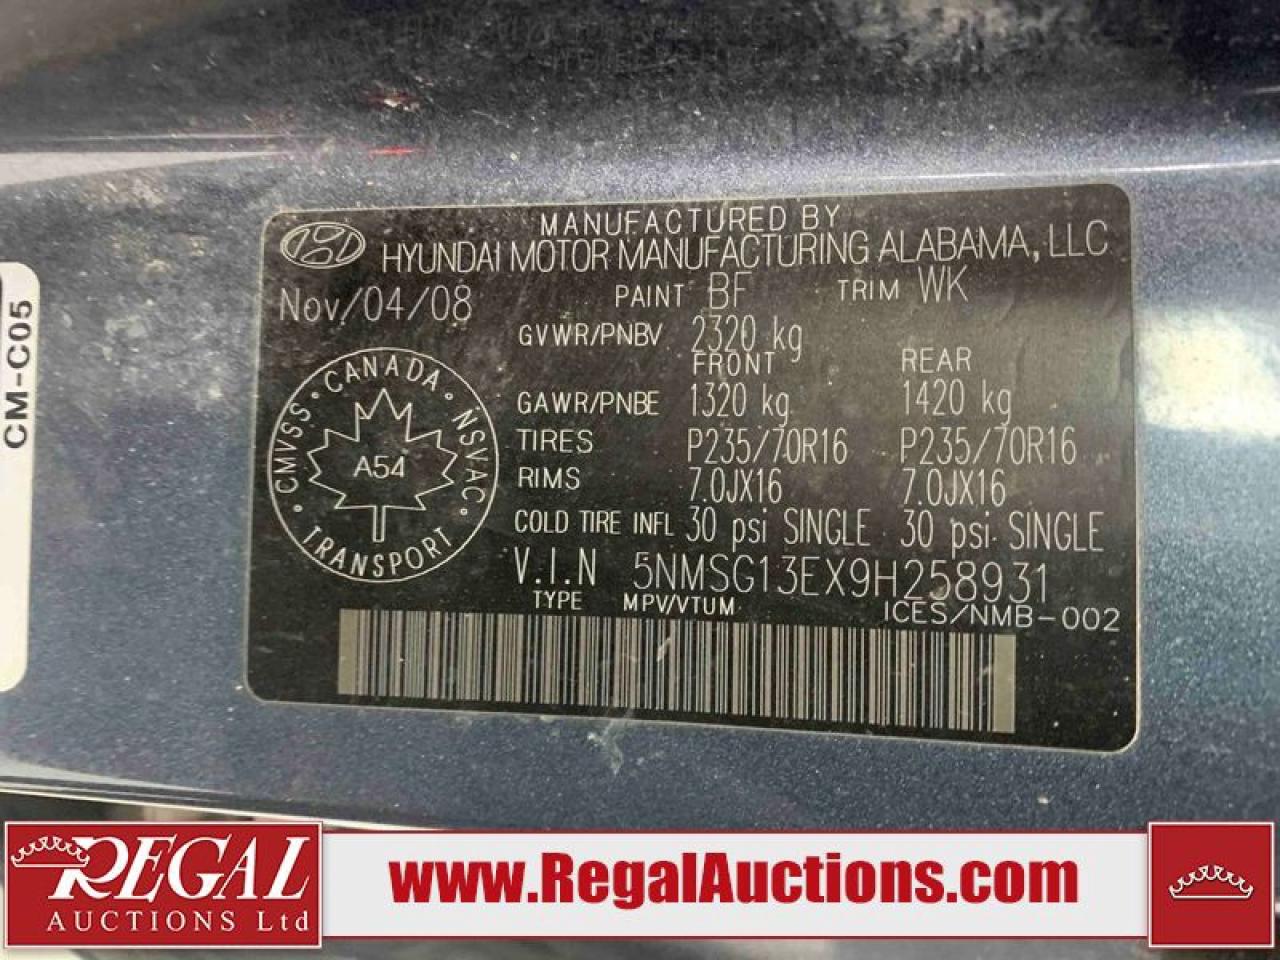 MANUFACTURED BY
HYUNDAI MOTOR MANUFACTURING ALABAMA, LLC
Nov/04/08 PAINT BF TRIM WK
GVWR/PNBV 2320 kg
FRONT REAR
GAWR/PNBE 1320 kg 1420 kg
TIRES P235/70R16 P235/70R16
RIMS 7.0JX16 7.0JX16
COLD TIRE INFL 30 psi SINGLE 30 psi SINGLE
V.I.N 5NMSG13EX9H258931
TYPE MPV/VTUM ICES/NMB-002
CANADA
CMVSS NSVAC
A54
TRANSPORT
CM-C05
REGAL
AUCTIONS Ltd
www.RegalAuctions.com